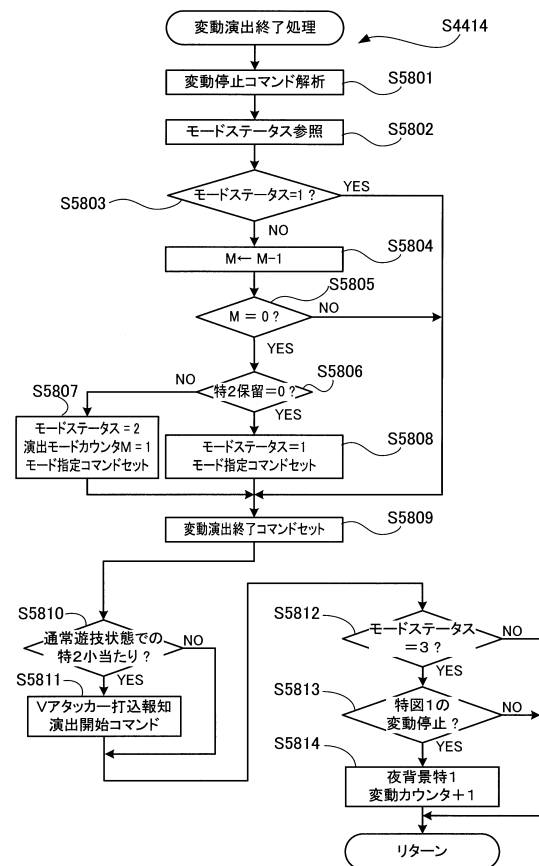 変動演出終了処理
S4414
変動停止コマンド解析
S5801
モードステータス参照
S5802
モードステータス=1?
YES
S5803
NO
M← M-1
S5804
S5805
M = 0?
NO
YES
S5806
NO
特2保留=0?
S5807
YES
モードステータス = 2
演出モードカウンタM = 1
モード指定コマンドセット
モードステータス=1
モード指定コマンドセット
S5808
変動演出終了コマンドセット
S5809
S5810
通常遊技状態での
特2小当たり?
NO
S5811
YES
Vアタッカー打込報知
演出開始コマンド
S5812
モードステータス
=3?
NO
YES
S5813
特図1の
変動停止?
NO
S5814
YES
夜背景特1
変動カウンタ+1
リターン